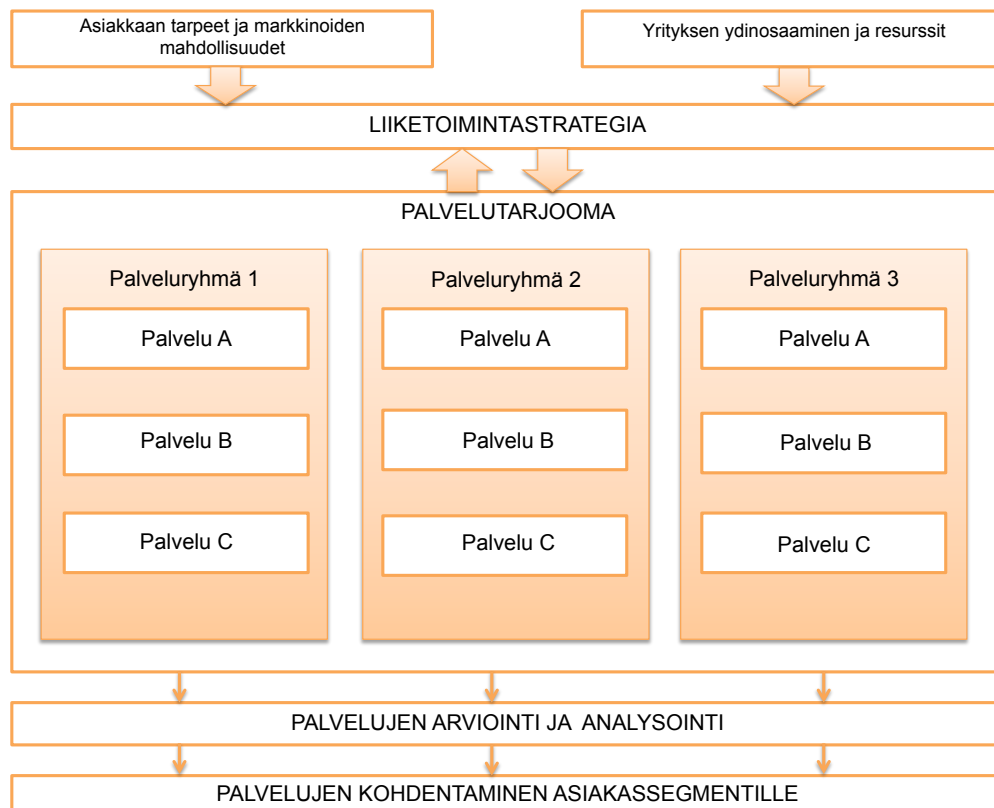 Asiakkaan tarpeet ja markkinoiden
mahdollisuudet
Yrityksen ydinosaaminen ja resurssit
LIIKETOIMINTASTRATEGIA
PALVELUTARJOOMA
Palveluryhmä 1
Palvelu A
Palvelu B
Palvelu C
Palveluryhmä 2
Palvelu A
Palvelu B
Palvelu C
Palveluryhmä 3
Palvelu A
Palvelu B
Palvelu C
PALVELUJEN ARVIOINTI JA ANALYSOINTI
PALVELUJEN KOHDENTAMINEN ASIAKASSEGMENTILLE